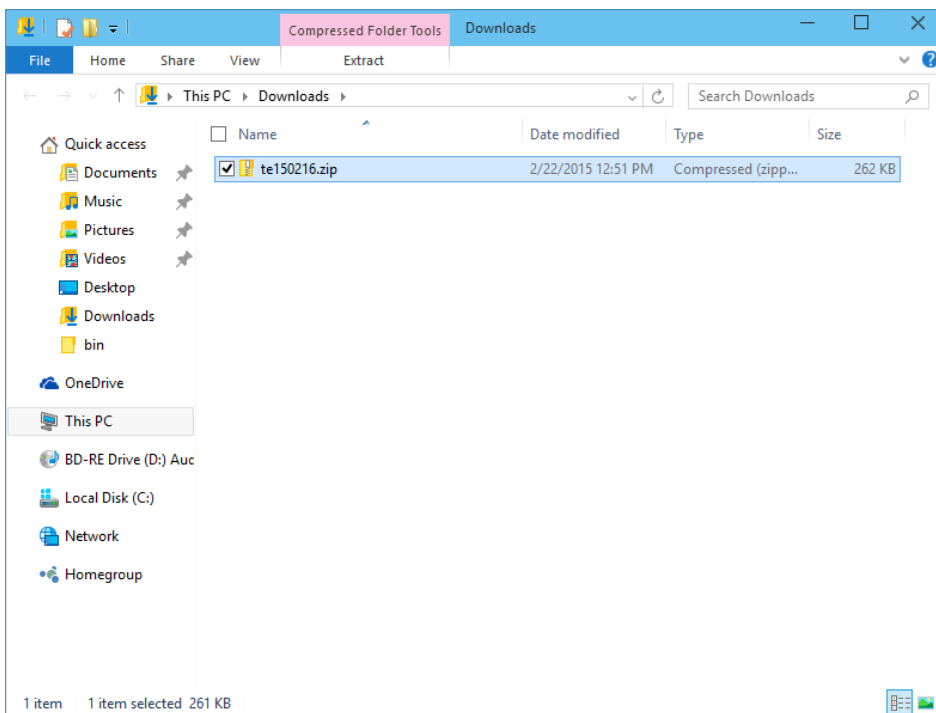 Compressed Folder Tools Downloads
File Home Share View Extract
This PC Downloads Search Downloads
Name Date modified Type Size
te150216.zip 2/22/2015 12:51 PM Compressed (zipp... 262 KB
Quick access
Documents
Music
Pictures
Videos
Desktop
Downloads
bin
OneDrive
This PC
BD-RE Drive (D:) Auc
Local Disk (C:)
Network
Homegroup
1 item 1 item selected 261 KB